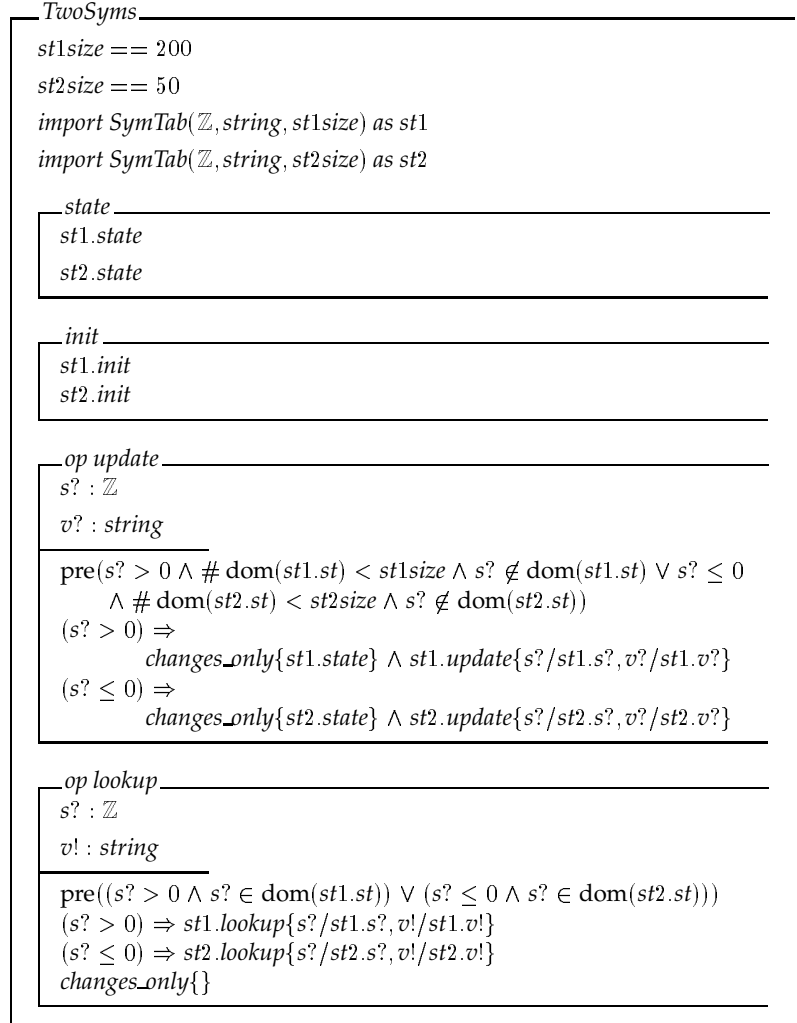 TwoSyms
st1size == 200
st2size == 50
import SymTab(ℤ, string, st1size) as st1
import SymTab(ℤ, string, st2size) as st2
state
st1.state
st2.state
init
st1.init
st2.init
op update
s? : ℤ
v? : string
pre(s? > 0 ∧ # dom(st1.st) < st1size ∧ s? ∉ dom(st1.st) ∨ s? ≤ 0
∧ # dom(st2.st) < st2size ∧ s? ∉ dom(st2.st))
(s? > 0) ⇒
changes_only{st1.state} ∧ st1.update{s?/st1.s?, v?/st1.v?}
(s? ≤ 0) ⇒
changes_only{st2.state} ∧ st2.update{s?/st2.s?, v?/st2.v?}
op lookup
s? : ℤ
v! : string
pre((s? > 0 ∧ s? ∈ dom(st1.st)) ∨ (s? ≤ 0 ∧ s? ∈ dom(st2.st)))
(s? > 0) ⇒ st1.lookup{s?/st1.s?, v!/st1.v!}
(s? ≤ 0) ⇒ st2.lookup{s?/st2.s?, v!/st2.v!}
changes_only{}